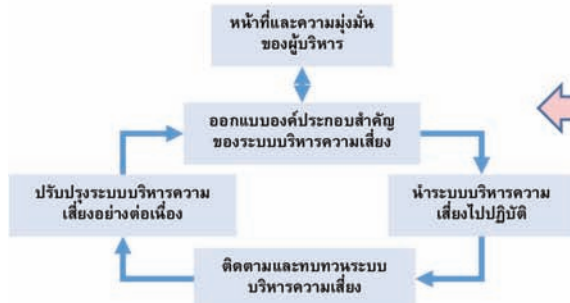 หน้าที่และความมุ่งมั่น
ของผู้บริหาร
ออกแบบองค์ประกอบสำคัญ
ของระบบบริหารความเสี่ยง
ปรับปรุงระบบบริหารความ
เสี่ยงอย่างต่อเนื่อง
นำระบบบริหารความ
เสี่ยงไปปฏิบัติ
ติดตามและทบทวนระบบ
บริหารความเสี่ยง